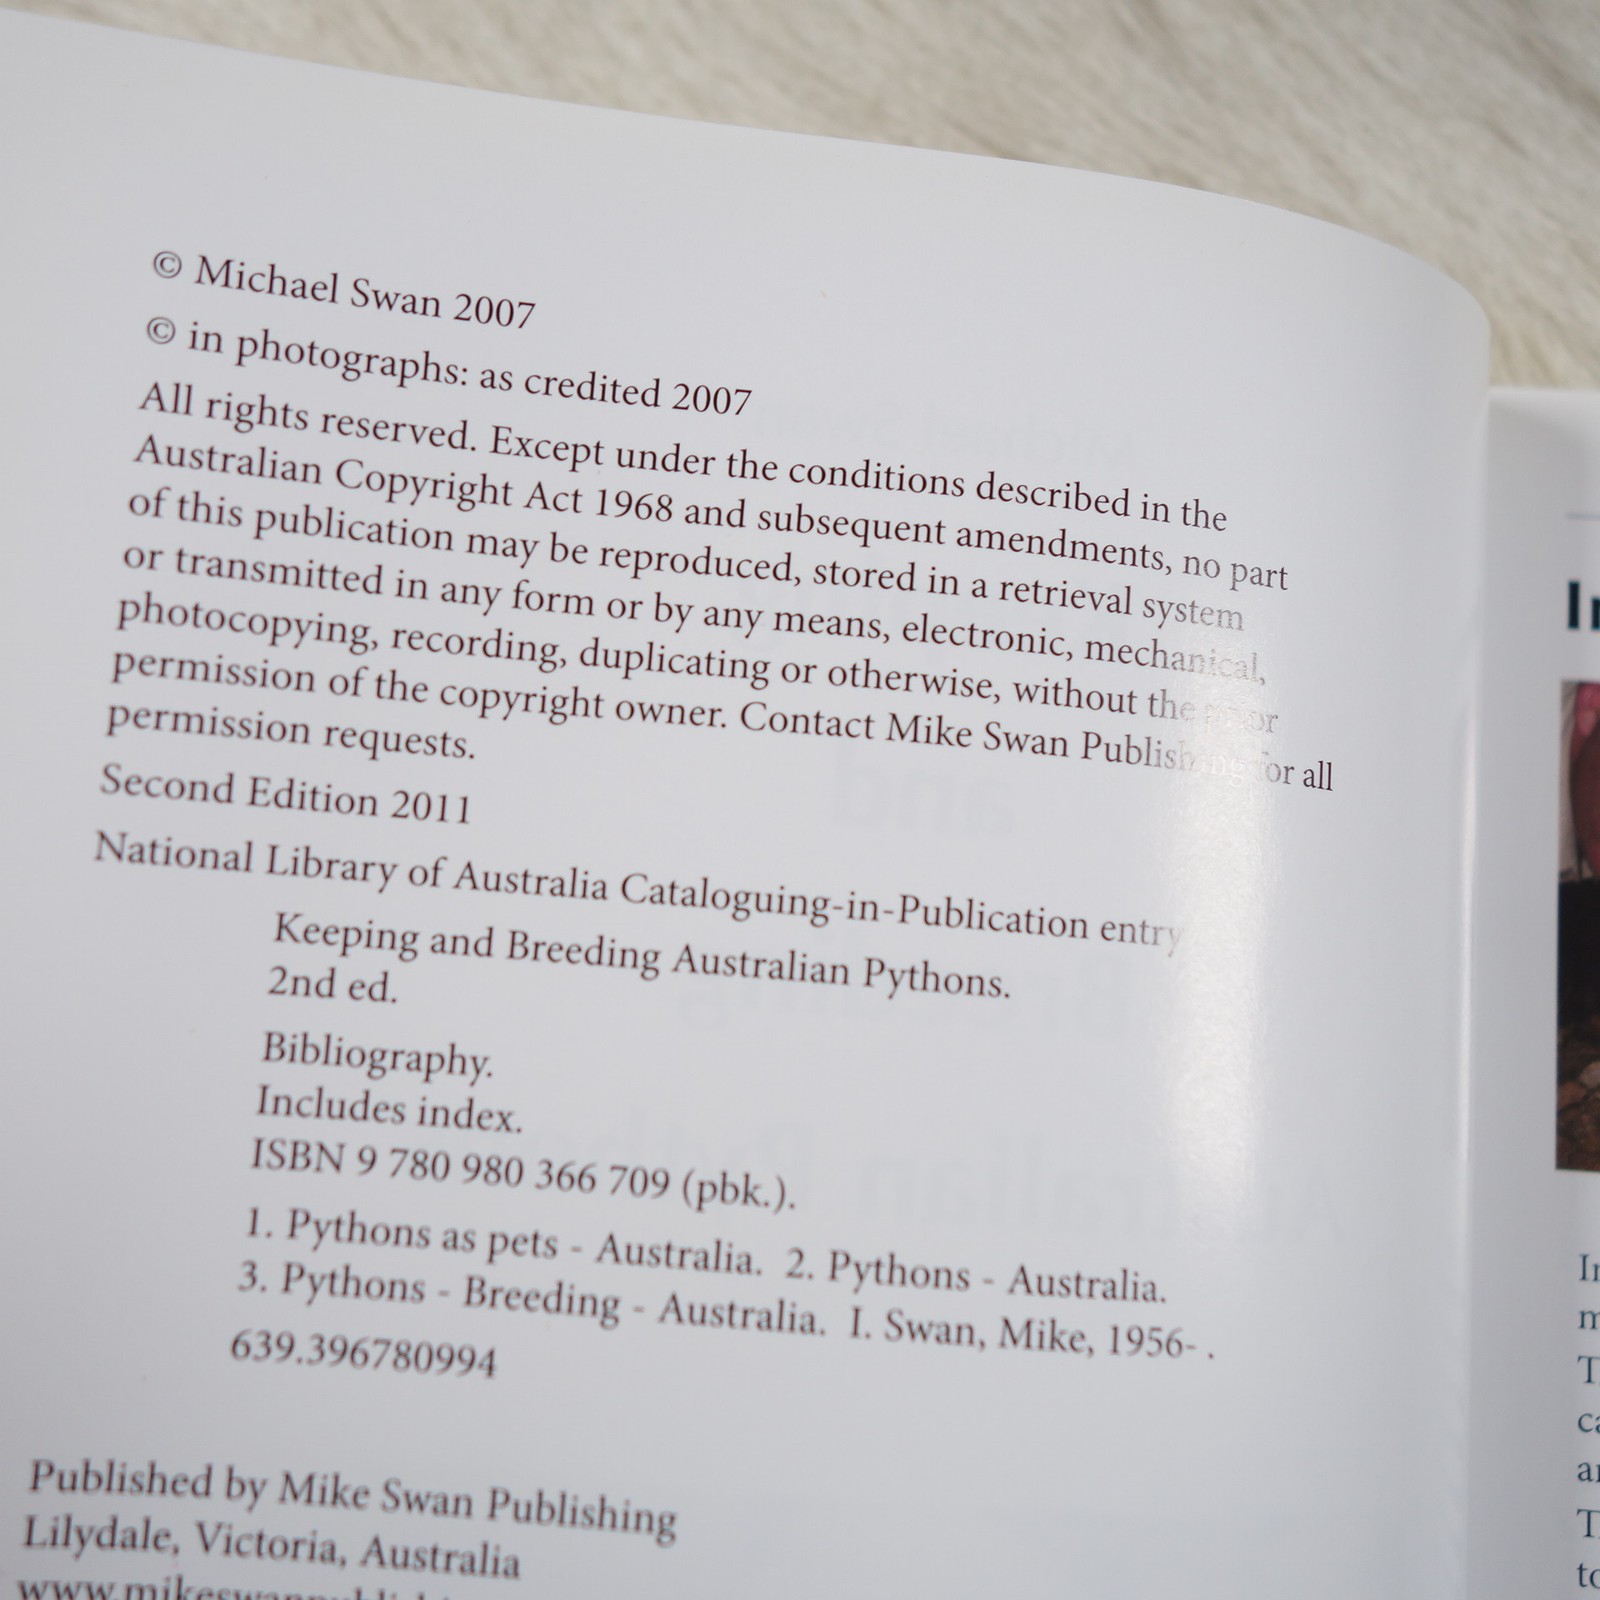 © Michael Swan 2007
© in photographs: as credited 2007
All rights reserved. Except under the conditions described in the
Australian Copyright Act 1968 and subsequent amendments, no part
of this publication may be reproduced, stored in a retrieval system
or transmitted in any form or by any means, electronic, mechanical,
photocopying, recording, duplicating or otherwise, without the prior
permission of the copyright owner. Contact Mike Swan Publishing for all
permission requests.
Second Edition 2011
National Library of Australia Cataloguing-in-Publication entry
Keeping and Breeding Australian Pythons.
2nd ed.
Bibliography.
Includes index.
ISBN 9 780 980 366 709 (pbk.).
1. Pythons as pets - Australia. 2. Pythons - Australia.
3. Pythons - Breeding - Australia. I. Swan, Mike, 1956- .
639.396780994
Published by Mike Swan Publishing
Lilydale, Victoria, Australia